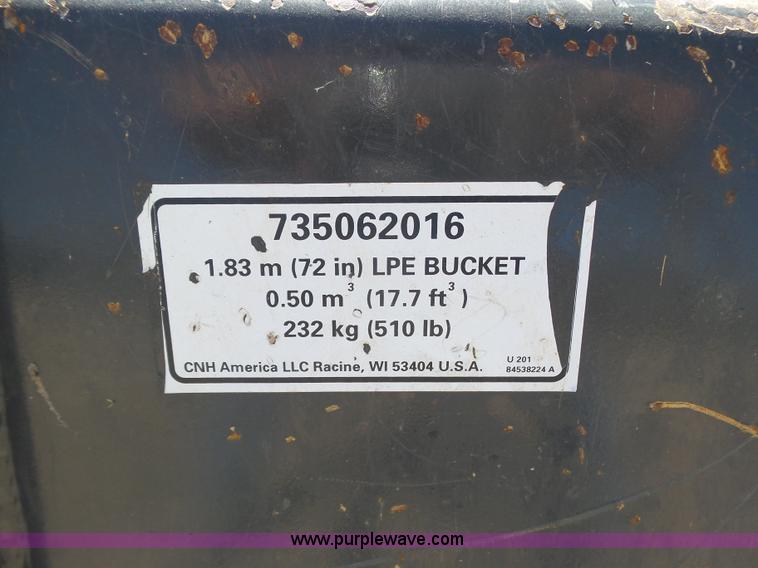 735062016
1.83 m (72 in) LPE BUCKET
0.50 m³ (17.7 ft³)
232 kg (510 lb)
CNH America LLC Racine, WI 53404 U.S.A.
U 201
84538224 A
www.purplewave.com